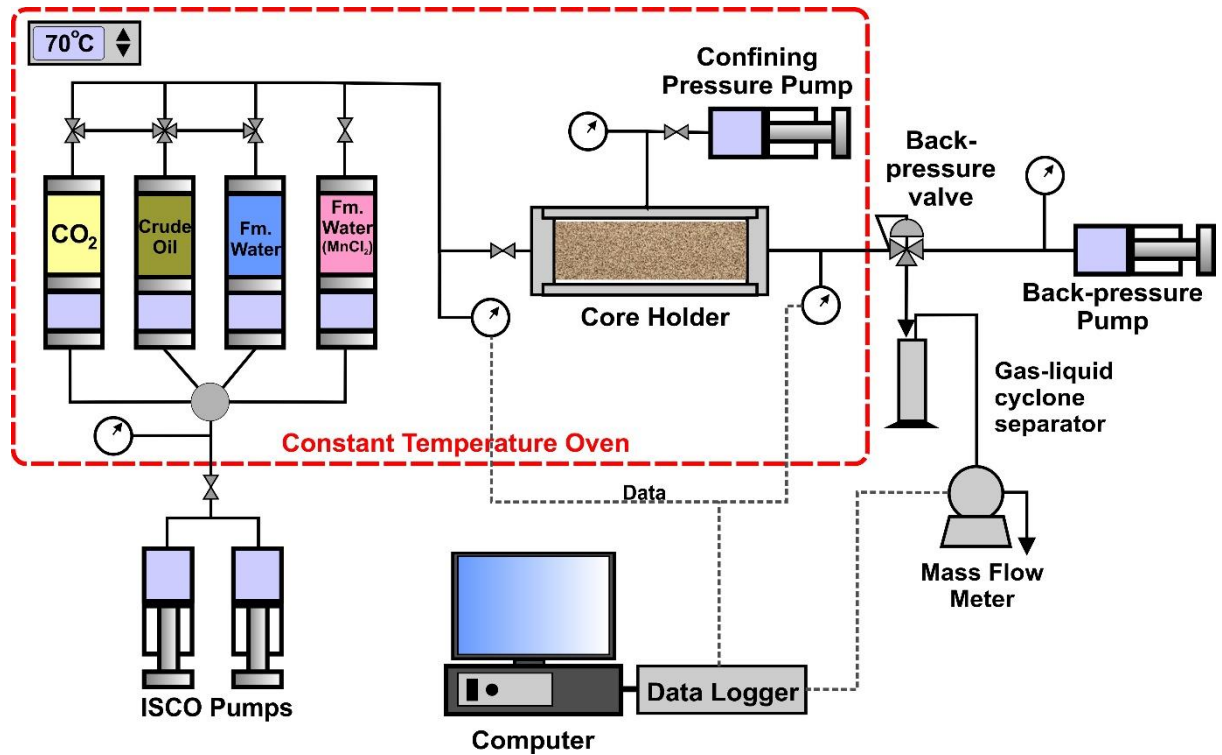 70°C
Confining
Pressure Pump
Back-
pressure
valve
CO₂
Crude
Oil
Fm.
Water
Fm.
Water
(MnCl₂)
Core Holder
Back-pressure
Pump
Gas-liquid
cyclone
separator
Constant Temperature Oven
Data
Mass Flow
Meter
ISCO Pumps
Data Logger
Computer